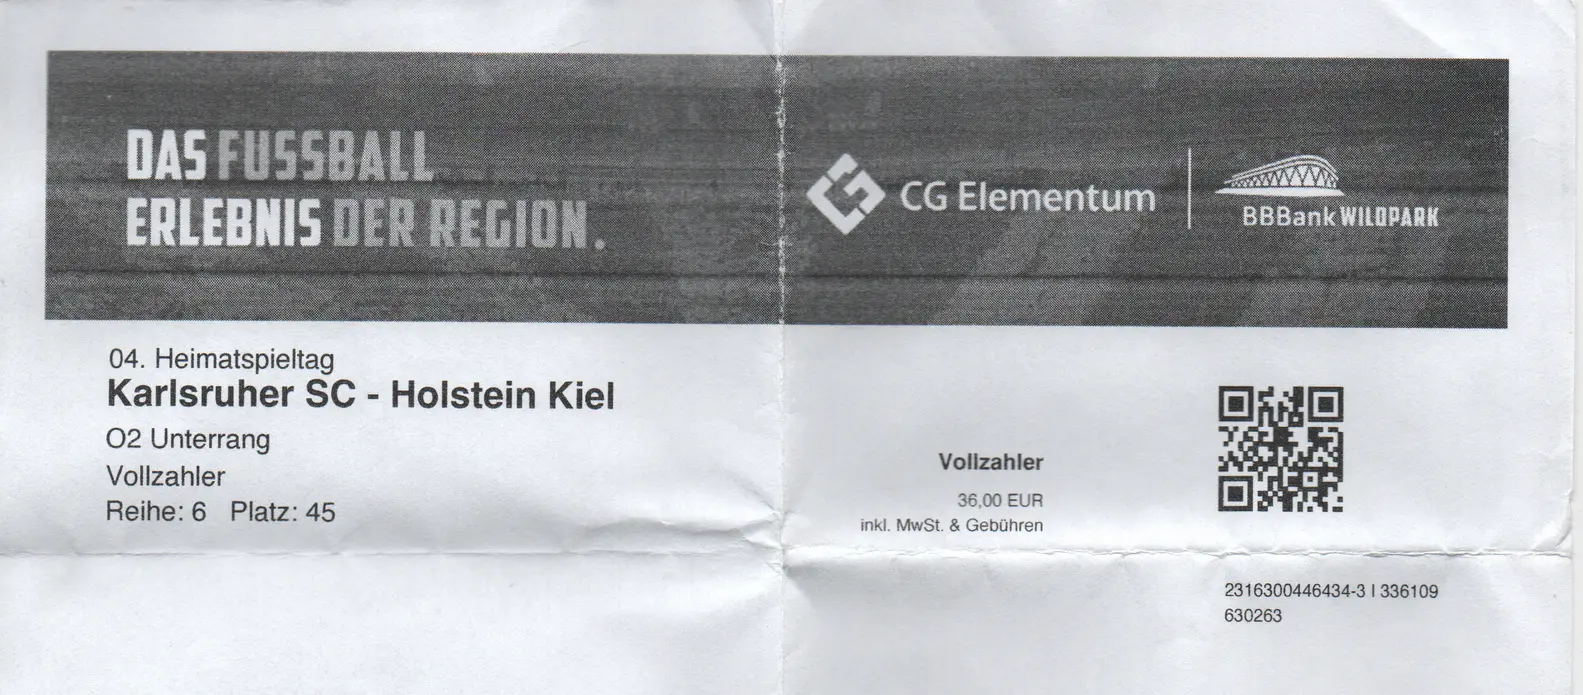 DAS FUSSBALL
ERLEBNIS DER REGION.
CG Elementum
BBBank WILDPARK
04. Heimatspieltag
Karlsruher SC - Holstein Kiel
O2 Unterrang
Vollzahler
Reihe: 6 Platz: 45
Vollzahler
36,00 EUR
inkl. MwSt. & Gebühren
2316300446434-3 I 336109
630263